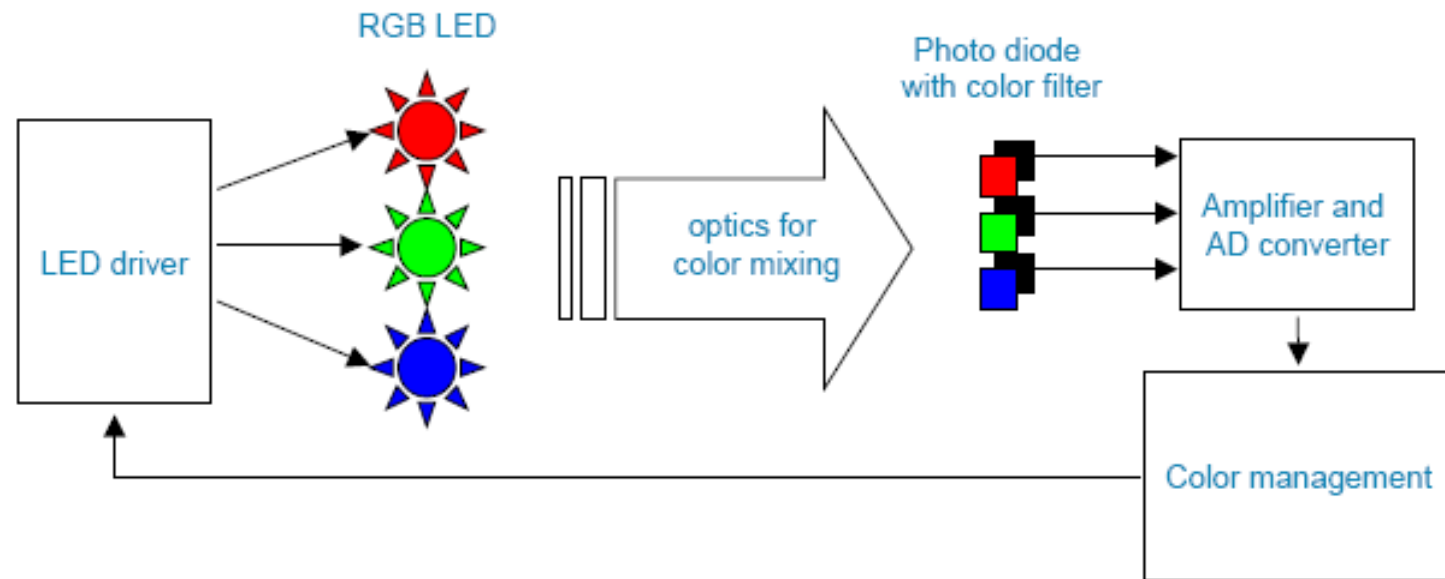 RGB LED
Photo diode
with color filter
LED driver
optics for
color mixing
Amplifier and
AD converter
Color management